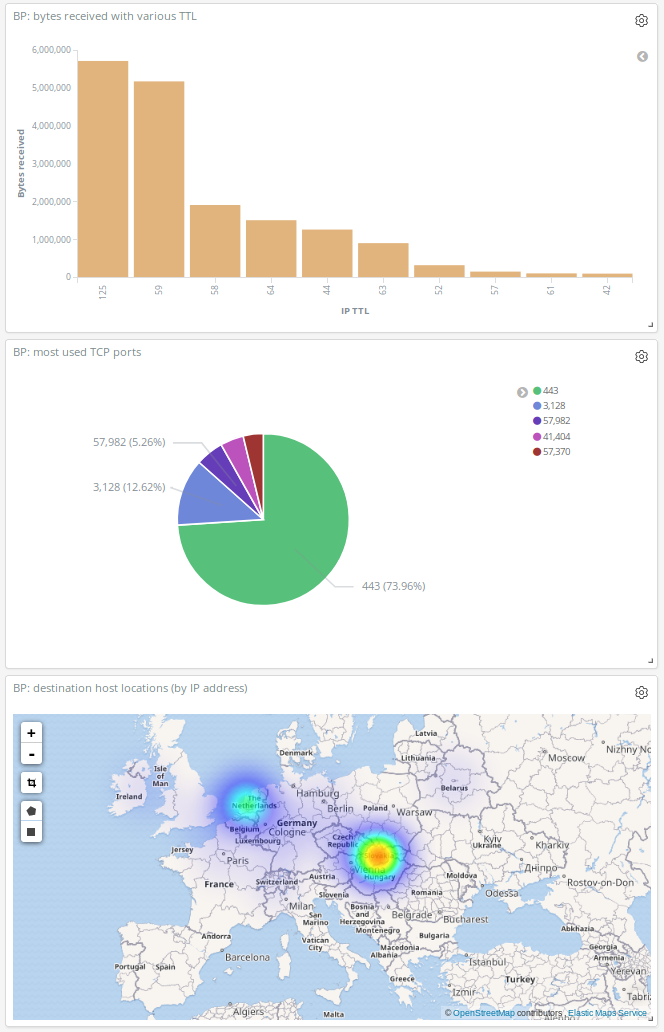 BP: bytes received with various TTL
6,000,000
5,000,000
4,000,000
3,000,000
2,000,000
1,000,000
0
Bytes received
125
59
58
64
44
63
52
57
61
42
IP TTL
BP: most used TCP ports
443
3,128
57,982
41,404
57,370
57,982 (5.26%)
3,128 (12.62%)
443 (73.96%)
BP: destination host locations (by IP address)
+
-
Latvia
Nizhny No
Denmark
Moscow
Lithuania
Isle
of
Man
Ireland
Hamburg
The
Netherlands
Belarus
Berlin
Poland
Warsaw
Germany
Belgium
Cologne
Luxembourg
Czech
Republic
Kyiv
Ukraine
Kharkiv
Jersey
Paris
Vienna
Дніпро
Switzerland
Austria
Hungary
Moldova
Rostov-on-Don
France
Slovenia
Romania
Odessa
Milan
San
Marino
Bosnia
and
Herzegovina
Belgrade
Bucharest
Montenegro
Abkhazia
Andorra
Vatican
City
Bulgaria
Macedonia
Georgia
Albania
Armenia
Barcelona
Portugal
Spain
Istanbul
Yerevan
Greece
Turkey
Izmir
Tabri
Algiers
Malta
© OpenStreetMap contributors , Elastic Maps Service